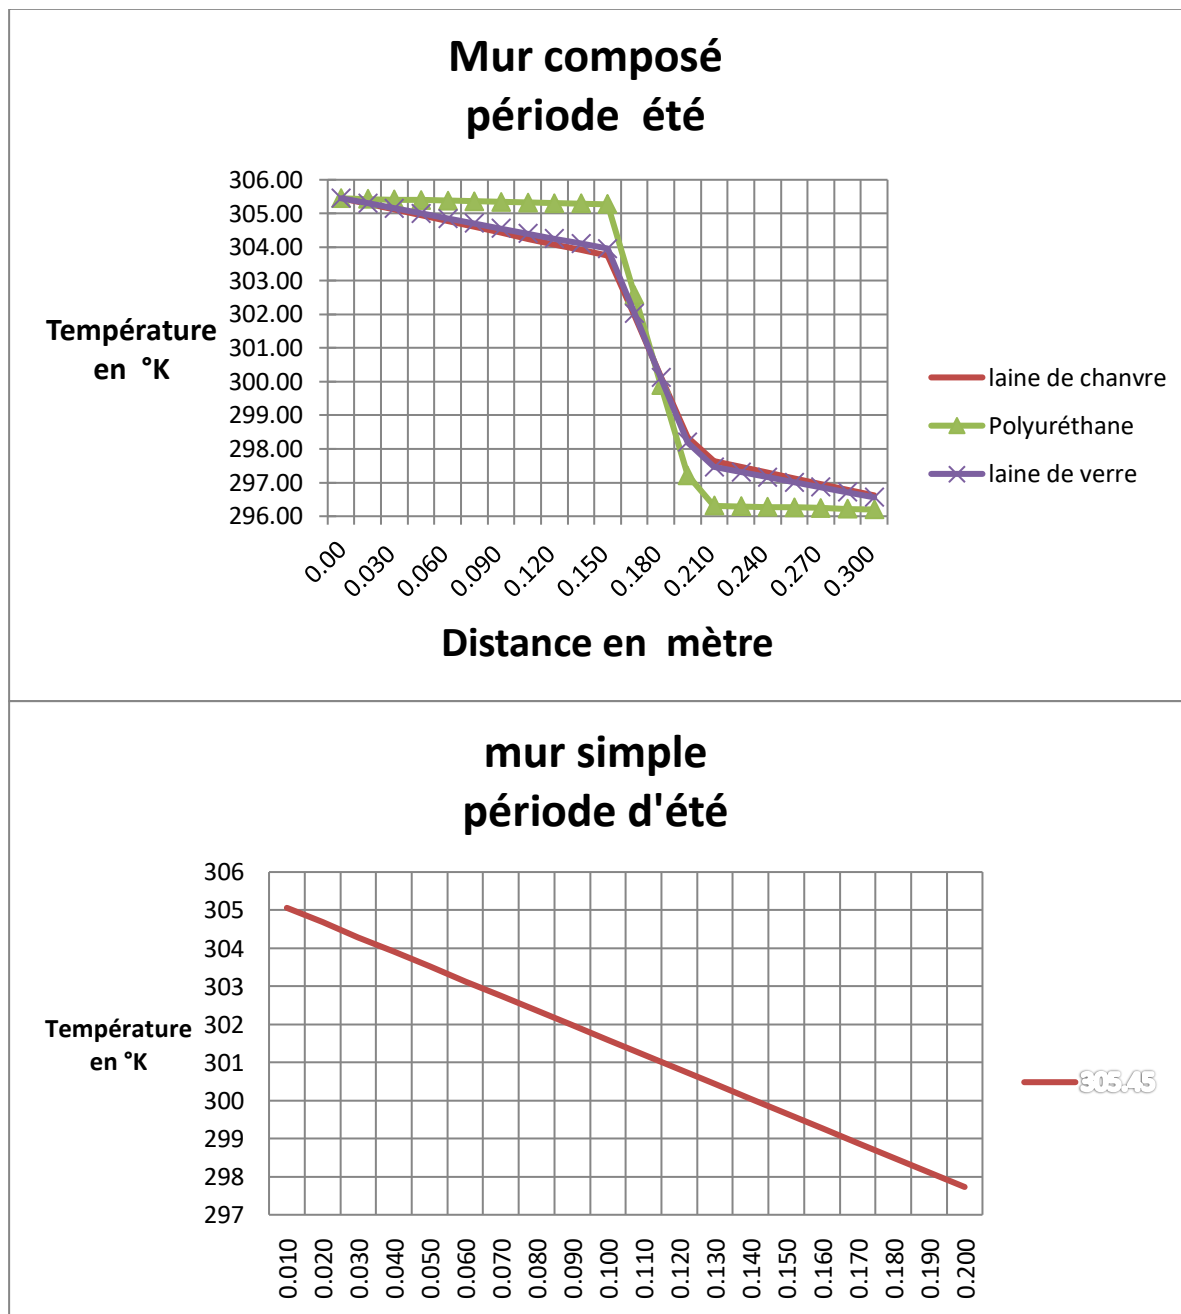 Mur composé
période été
306.00
305.00
304.00
303.00
302.00
301.00
300.00
299.00
298.00
297.00
296.00
Température
en °K
laine de chanvre
Polyuréthane
laine de verre
0.00 0.030 0.060 0.090 0.120 0.150 0.180 0.210 0.240 0.270 0.300
Distance en mètre
mur simple
période d'été
306
305
304
303
302
301
300
299
298
297
Température
en °K
305.45
0.010 0.020 0.030 0.040 0.050 0.060 0.070 0.080 0.090 0.100 0.110 0.120 0.130 0.140 0.150 0.160 0.170 0.180 0.190 0.200